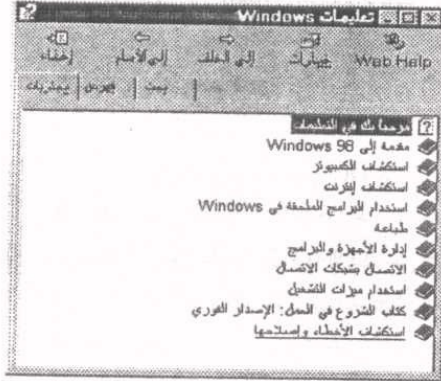 تعليمات Windows
إخفاء إلى الأمام إلى الخلف خيارات Web Help
محتويات فهرس بحث
مرحباً بك في التعليمات
مقدمة إلى Windows 98
استكشاف الكمبيوتر
استكشاف إنترنت
استخدام البرامج الملحقة في Windows
طباعة
إدارة الأجهزة والبرامج
الاتصال بشبكات الاتصال
استخدام ميزات التشغيل
كتاب الشروع في العمل: الإصدار الفوري
استكشاف الأخطاء وإصلاحها